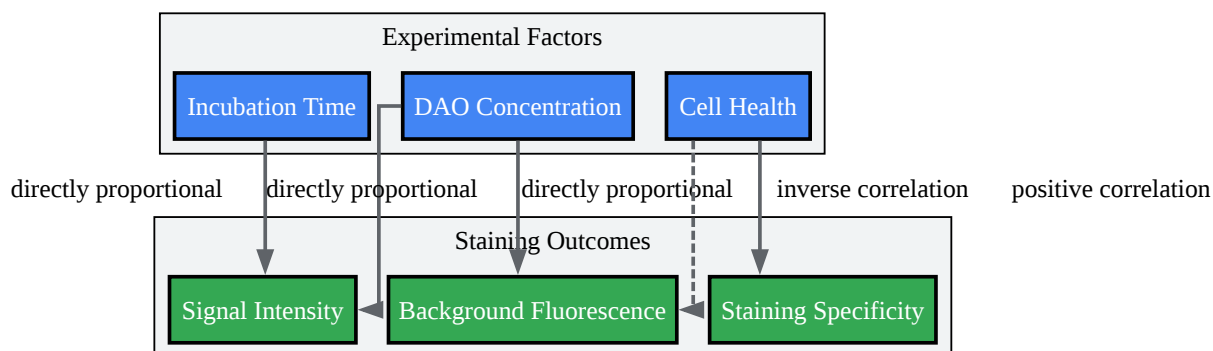 Experimental Factors
Incubation Time
DAO Concentration
Cell Health
directly proportional
directly proportional
directly proportional
inverse correlation
positive correlation
Staining Outcomes
Signal Intensity
Background Fluorescence
Staining Specificity